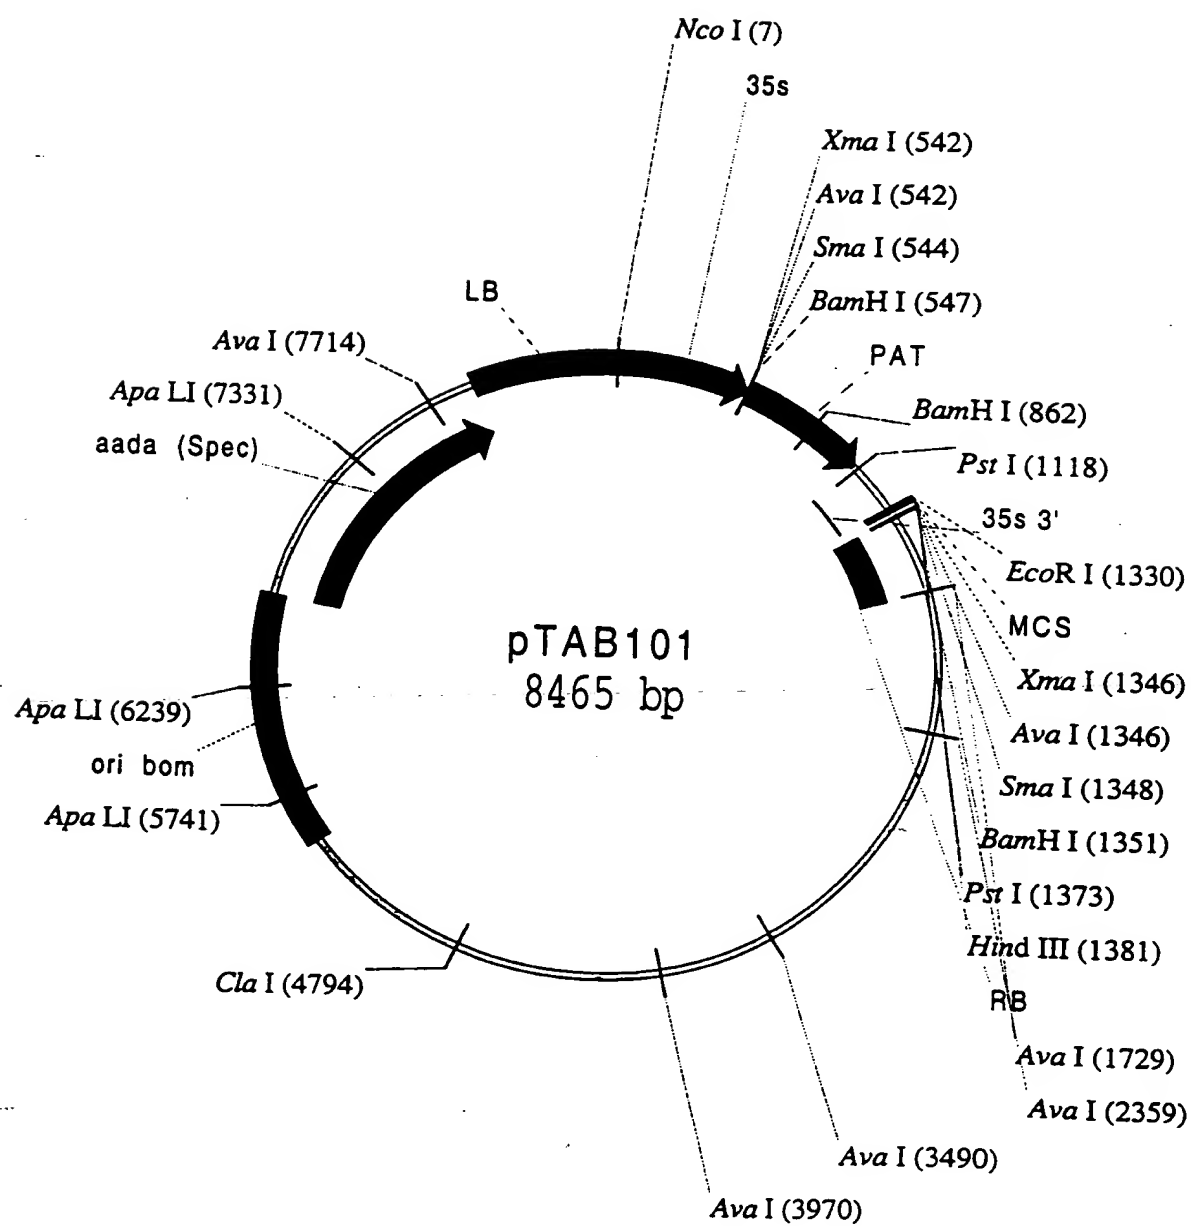 Nco I (7)
35s
Xma I (542)
Ava I (542)
Sma I (544)
BamH I (547)
LB
Ava I (7714)
PAT
Apa LI (7331)
BamH I (862)
aada (Spec)
Pst I (1118)
35s 3'
EcoR I (1330)
MCS
pTAB101
8465 bp
Xma I (1346)
Apa LI (6239)
Ava I (1346)
ori bom
Sma I (1348)
Apa LI (5741)
BamH I (1351)
Pst I (1373)
Hind III (1381)
Cla I (4794)
RB
Ava I (1729)
Ava I (2359)
Ava I (3490)
Ava I (3970)